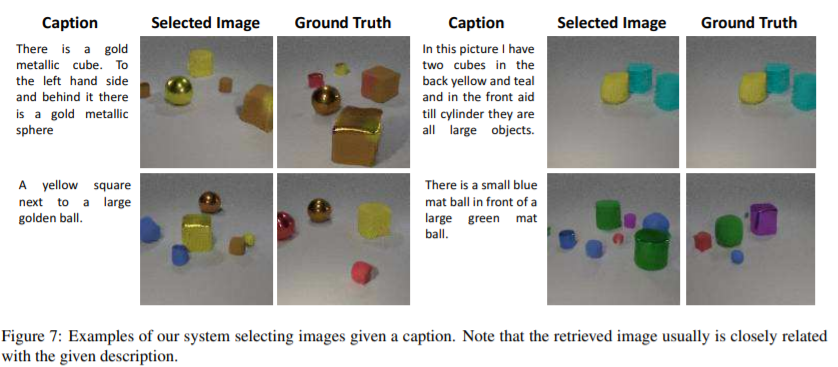 Caption Selected Image Ground Truth Caption Selected Image Ground Truth
There is a gold
metallic cube. To
the left hand side
and behind it there
is a gold metallic
sphere
In this picture I have
two cubes in the
back yellow and teal
and in the front aid
till cylinder they are
all large objects.
A yellow square
next to a large
golden ball.
There is a small blue
mat ball in front of a
large green mat
ball.
Figure 7: Examples of our system selecting images given a caption. Note that the retrieved image usually is closely related
with the given description.